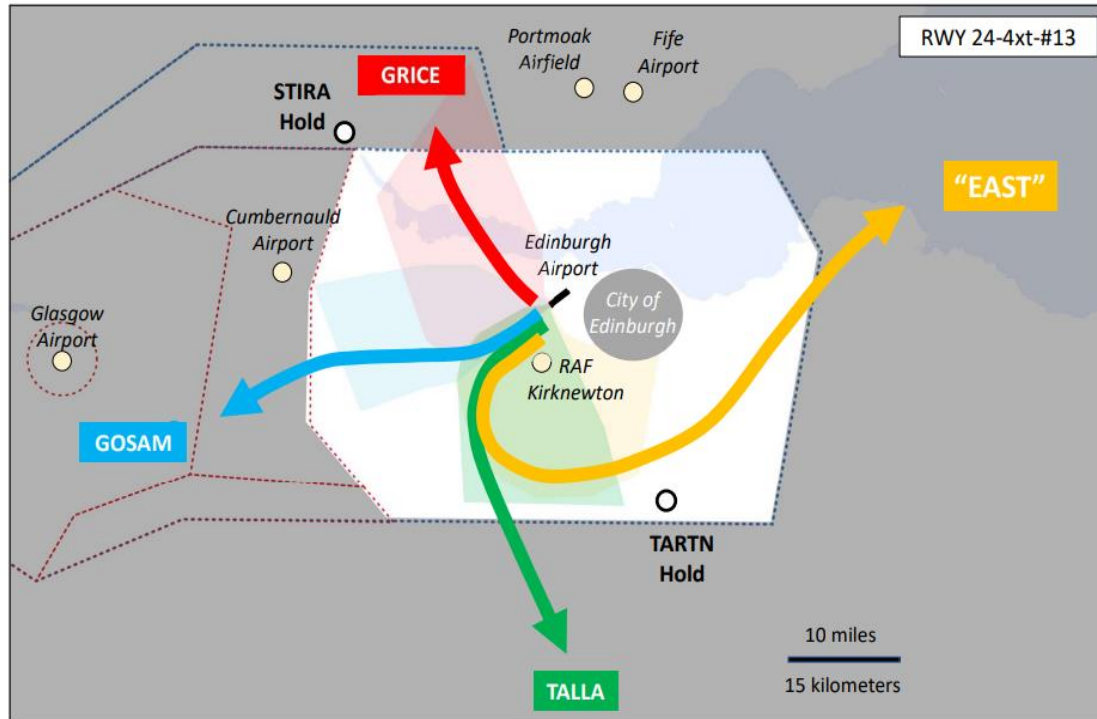 RWY 24-4xt-#13
Portmoak
Airfield
Fife
Airport
GRICE
STIRA
Hold
"EAST"
Cumbernauld
Airport
Edinburgh
Airport
City of
Edinburgh
Glasgow
Airport
RAF
Kirknewton
GOSAM
TARTN
Hold
10 miles
15 kilometers
TALLA